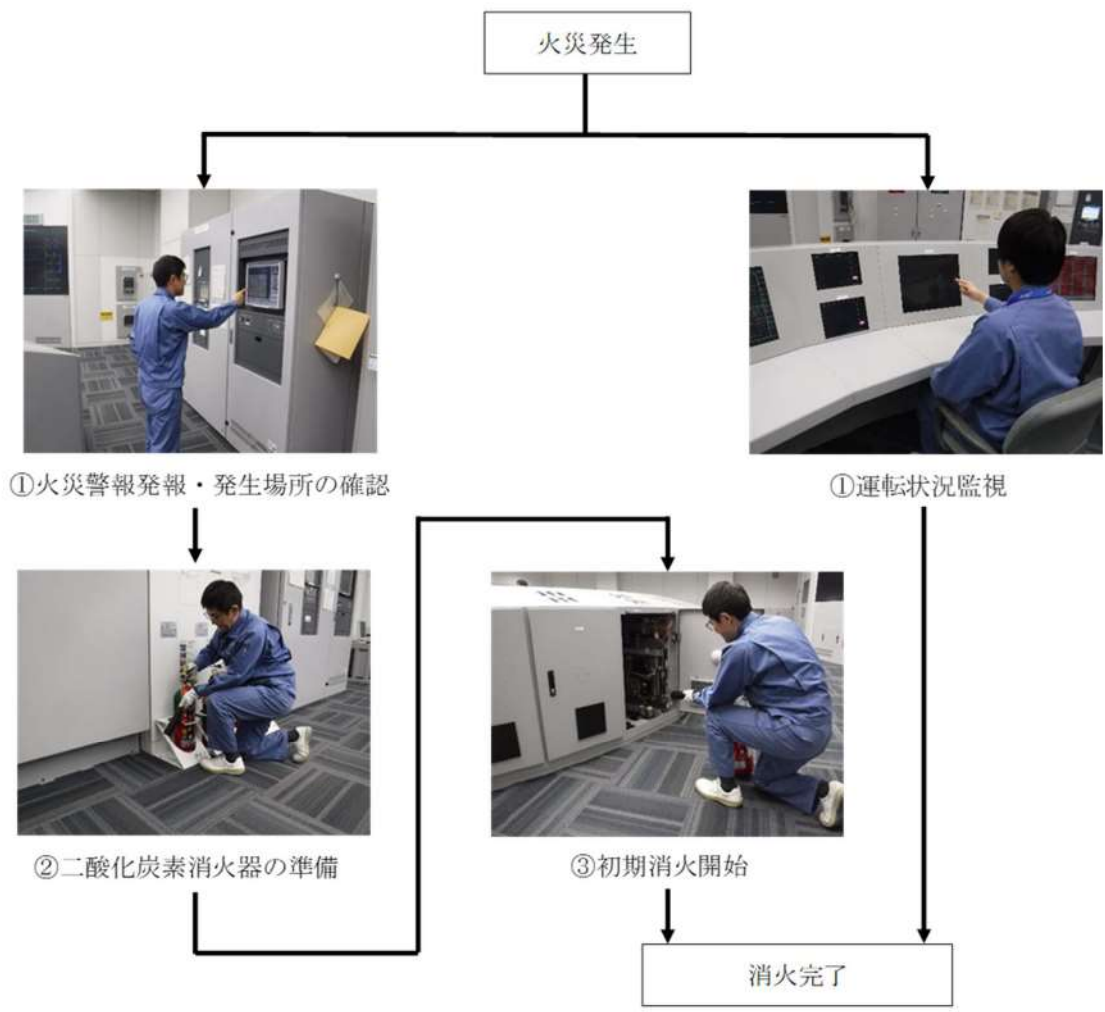 火災発生
①火災警報発報・発生場所の確認
①運転状況監視
②二酸化炭素消火器の準備
③初期消火開始
消火完了